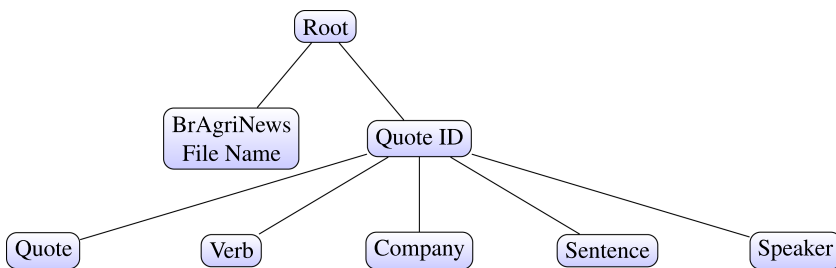 Root
BrAgriNews
File Name
Quote ID
Quote
Verb
Company
Sentence
Speaker